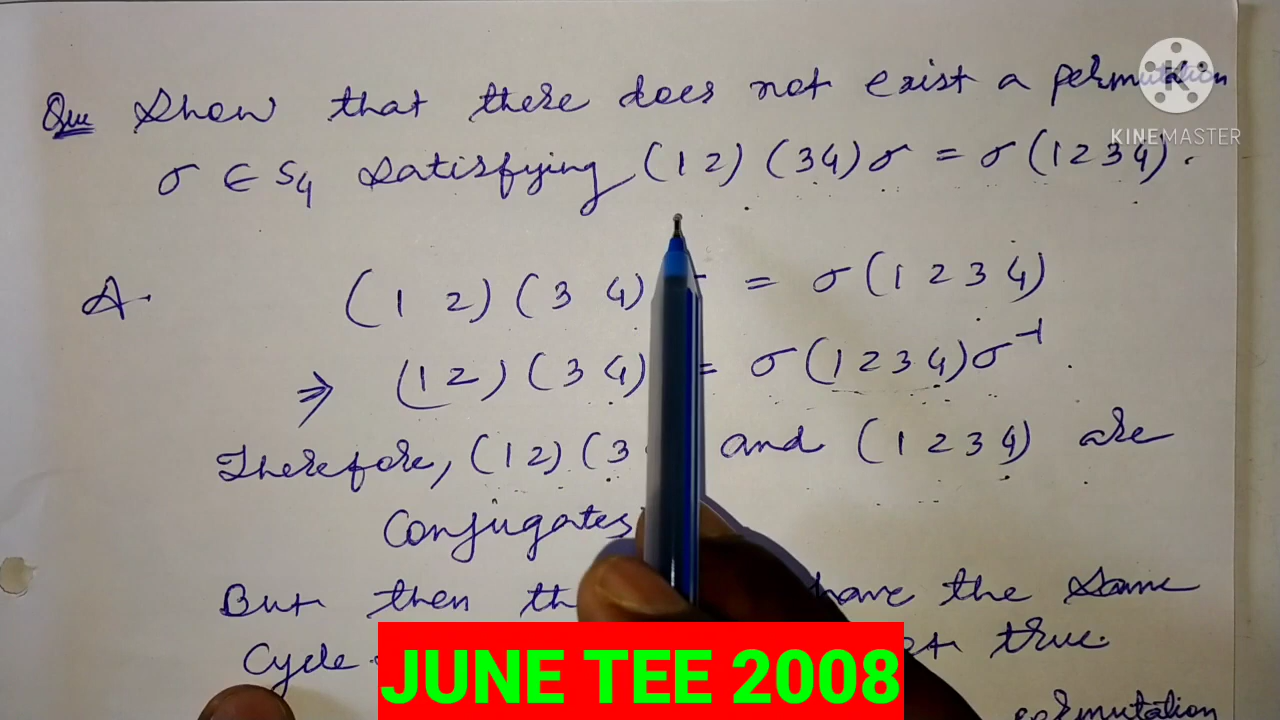 Que Show that there does not exist a permutation
σ ∈ S4 satisfying (1 2) (3 4) σ = σ (1 2 3 4).
KINEMASTER
A. (1 2) (3 4) = σ (1 2 3 4)
⇒ (1 2) (3 4) = σ (1 2 3 4) σ⁻¹.
Therefore, (1 2) (3 and (1 2 3 4) are
Conjugates
But then have the same
Cycle true.
JUNE TEE 2008
permutation